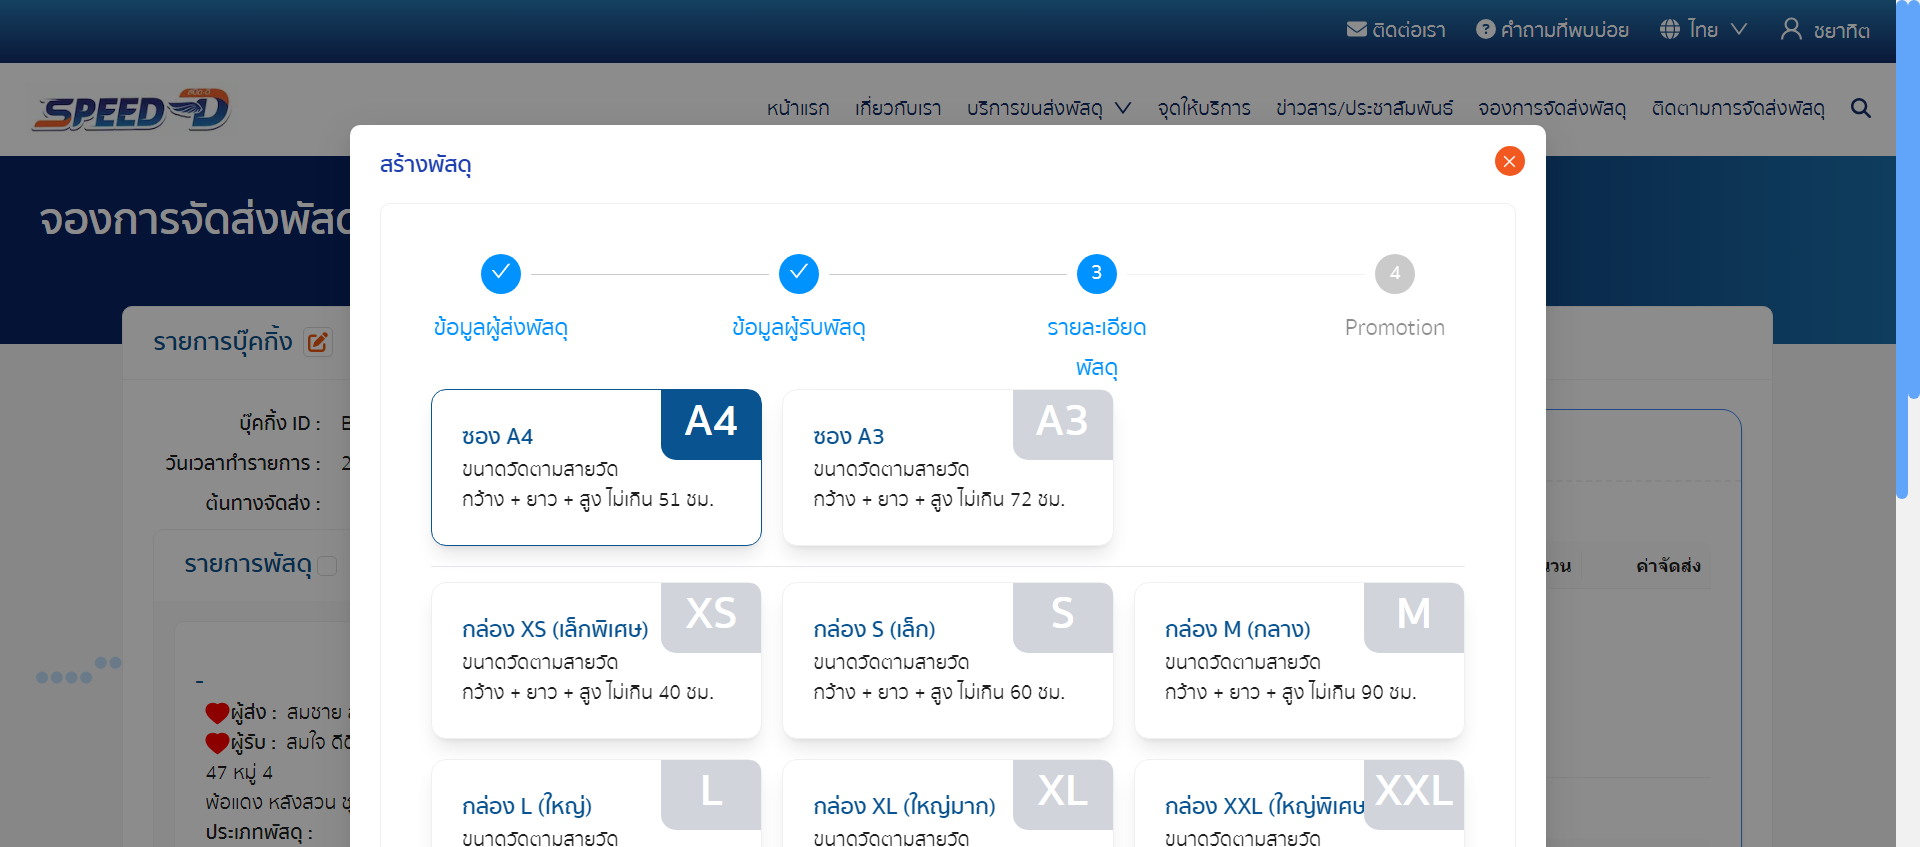 ติดต่อเรา คำถามที่พบบ่อย ไทย ชยาทิต
SPEED-D
หน้าแรก เกี่ยวกับเรา บริการขนส่งพัสดุ จุดให้บริการ ข่าวสาร/ประชาสัมพันธ์ จองการจัดส่งพัสดุ ติดตามการจัดส่งพัสดุ
สร้างพัสดุ
จองการจัดส่งพัสดุ
3 4
ข้อมูลผู้ส่งพัสดุ ข้อมูลผู้รับพัสดุ รายละเอียด Promotion
พัสดุ
รายการบุ๊คกิ้ง
บุ๊คกิ้ง ID :
วันเวลาทำรายการ : 2
ต้นทางจัดส่ง :
ซอง A4 A4
ขนาดวัดตามสายวัด
กว้าง + ยาว + สูง ไม่เกิน 51 ซม.
ซอง A3 A3
ขนาดวัดตามสายวัด
กว้าง + ยาว + สูง ไม่เกิน 72 ซม.
รายการพัสดุ
ค่าจัดส่ง
กล่อง XS (เล็กพิเศษ) XS
ขนาดวัดตามสายวัด
กว้าง + ยาว + สูง ไม่เกิน 40 ซม.
กล่อง S (เล็ก) S
ขนาดวัดตามสายวัด
กว้าง + ยาว + สูง ไม่เกิน 60 ซม.
กล่อง M (กลาง) M
ขนาดวัดตามสายวัด
กว้าง + ยาว + สูง ไม่เกิน 90 ซม.
-
ผู้ส่ง : สมชาย
ผู้รับ : สมใจ
47 หมู่ 4
พ้อแดง หลังสวน
ประเภทพัสดุ :
กล่อง L (ใหญ่) L
ขนาดวัดตามสายวัด
กล่อง XL (ใหญ่มาก) XL
ขนาดวัดตามสายวัด
กล่อง XXL (ใหญ่พิเศษ XXL
ขนาดวัดตามสายวัด